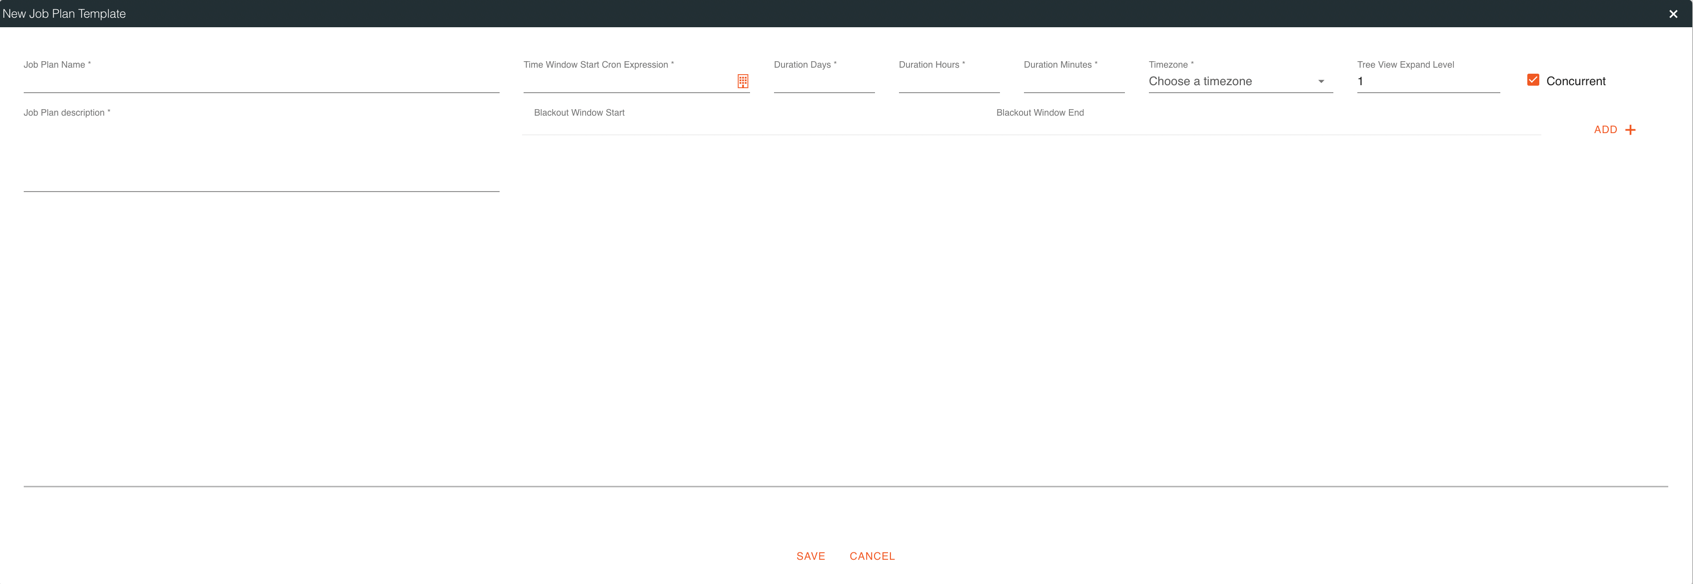 New Job Plan Template
Job Plan Name *
Time Window Start Cron Expression *
Duration Days *
Duration Hours *
Duration Minutes *
Timezone *
Tree View Expand Level
Choose a timezone
1
Concurrent
Job Plan description *
Blackout Window Start
Blackout Window End
ADD +
SAVE
CANCEL